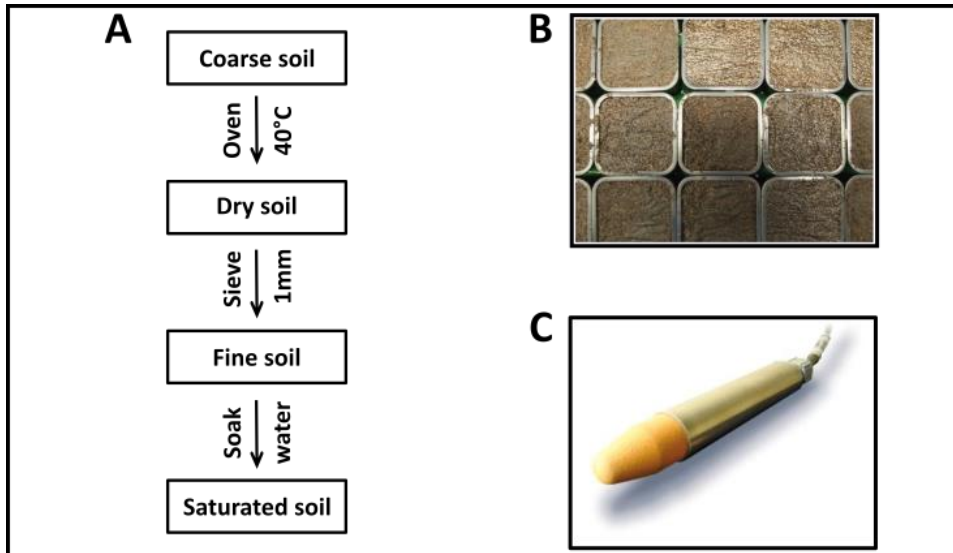 A
Coarse soil
Oven
40°C
Dry soil
Sieve
1mm
Fine soil
Soak
water
Saturated soil
B
C